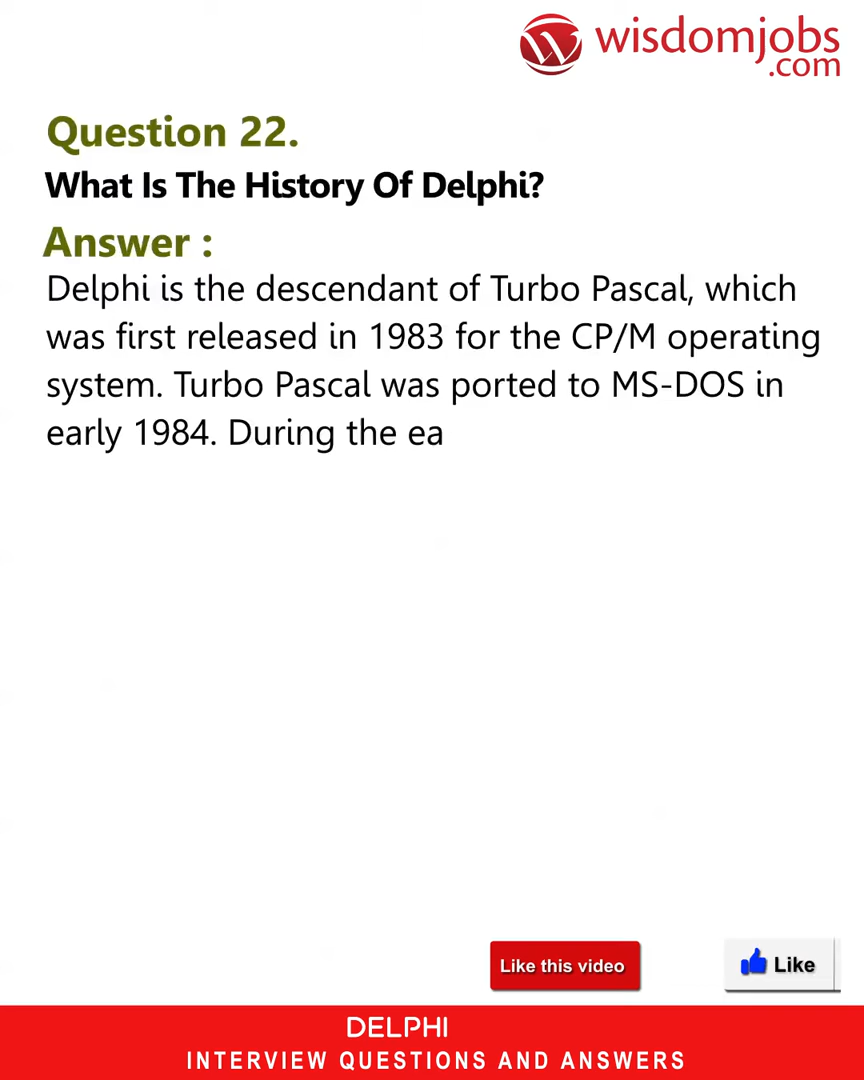 wisdomjobs
.com
Question 22.
What Is The History Of Delphi?
Answer :
Delphi is the descendant of Turbo Pascal, which
was first released in 1983 for the CP/M operating
system. Turbo Pascal was ported to MS-DOS in
early 1984. During the ea
Like this video
Like
DELPHI
INTERVIEW QUESTIONS AND ANSWERS